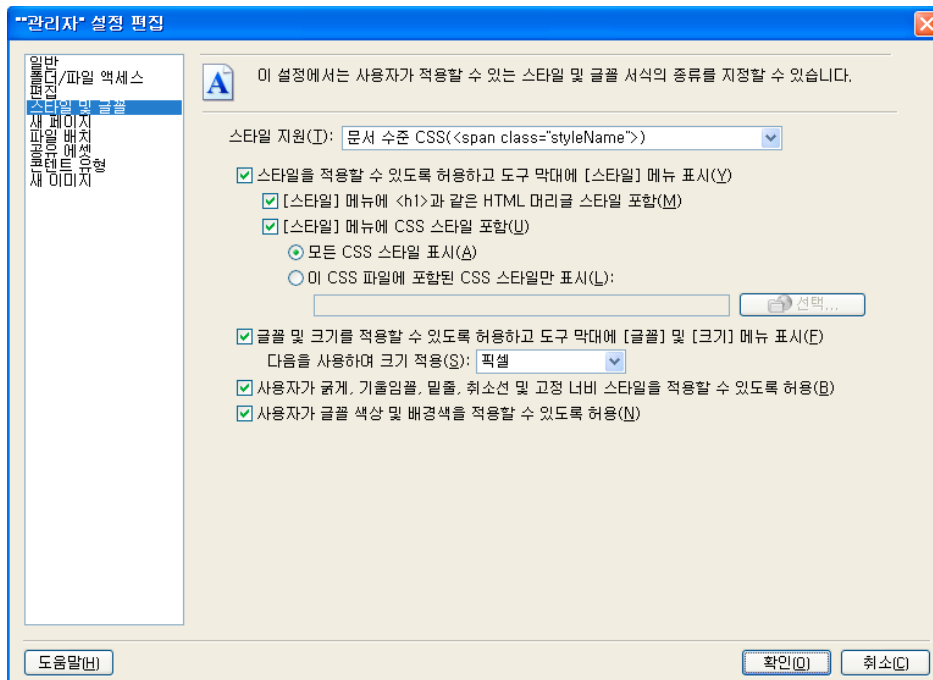 ""관리자" 설정 편집
일반
폴더/파일 액세스
편집
스타일 및 글꼴
새 페이지
파일 배치
공유 에셋
콘텐트 유형
새 이미지
이 설정에서는 사용자가 적용할 수 있는 스타일 및 글꼴 서식의 종류를 지정할 수 있습니다.
스타일 지원(T): 문서 수준 CSS(<span class="styleName">)
스타일을 적용할 수 있도록 허용하고 도구 막대에 [스타일] 메뉴 표시(Y)
[스타일] 메뉴에 <h1>과 같은 HTML 머리글 스타일 포함(M)
[스타일] 메뉴에 CSS 스타일 포함(U)
모든 CSS 스타일 표시(A)
이 CSS 파일에 포함된 CSS 스타일만 표시(L):
선택...
글꼴 및 크기를 적용할 수 있도록 허용하고 도구 막대에 [글꼴] 및 [크기] 메뉴 표시(F)
다음을 사용하여 크기 적용(S): 픽셀
사용자가 굵게, 기울임꼴, 밑줄, 취소선 및 고정 너비 스타일을 적용할 수 있도록 허용(B)
사용자가 글꼴 색상 및 배경색을 적용할 수 있도록 허용(N)
도움말(H) 확인(O) 취소(C)